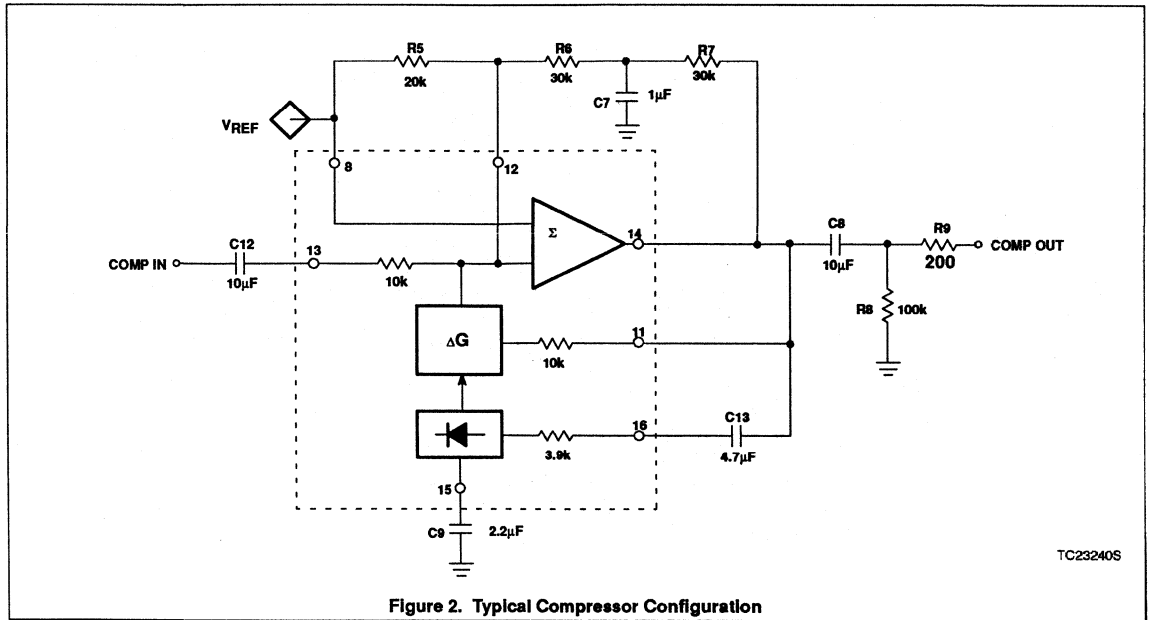 R5
20k
R6
30k
R7
30k
C7
1µF
VREF
8
12
Σ
14
C8
10µF
R9
200
COMP OUT
COMP IN
C12
10µF
13
10k
R8
100k
ΔG
10k
11
3.9k
16
C13
4.7µF
15
C9
2.2µF
TC23240S
Figure 2. Typical Compressor Configuration